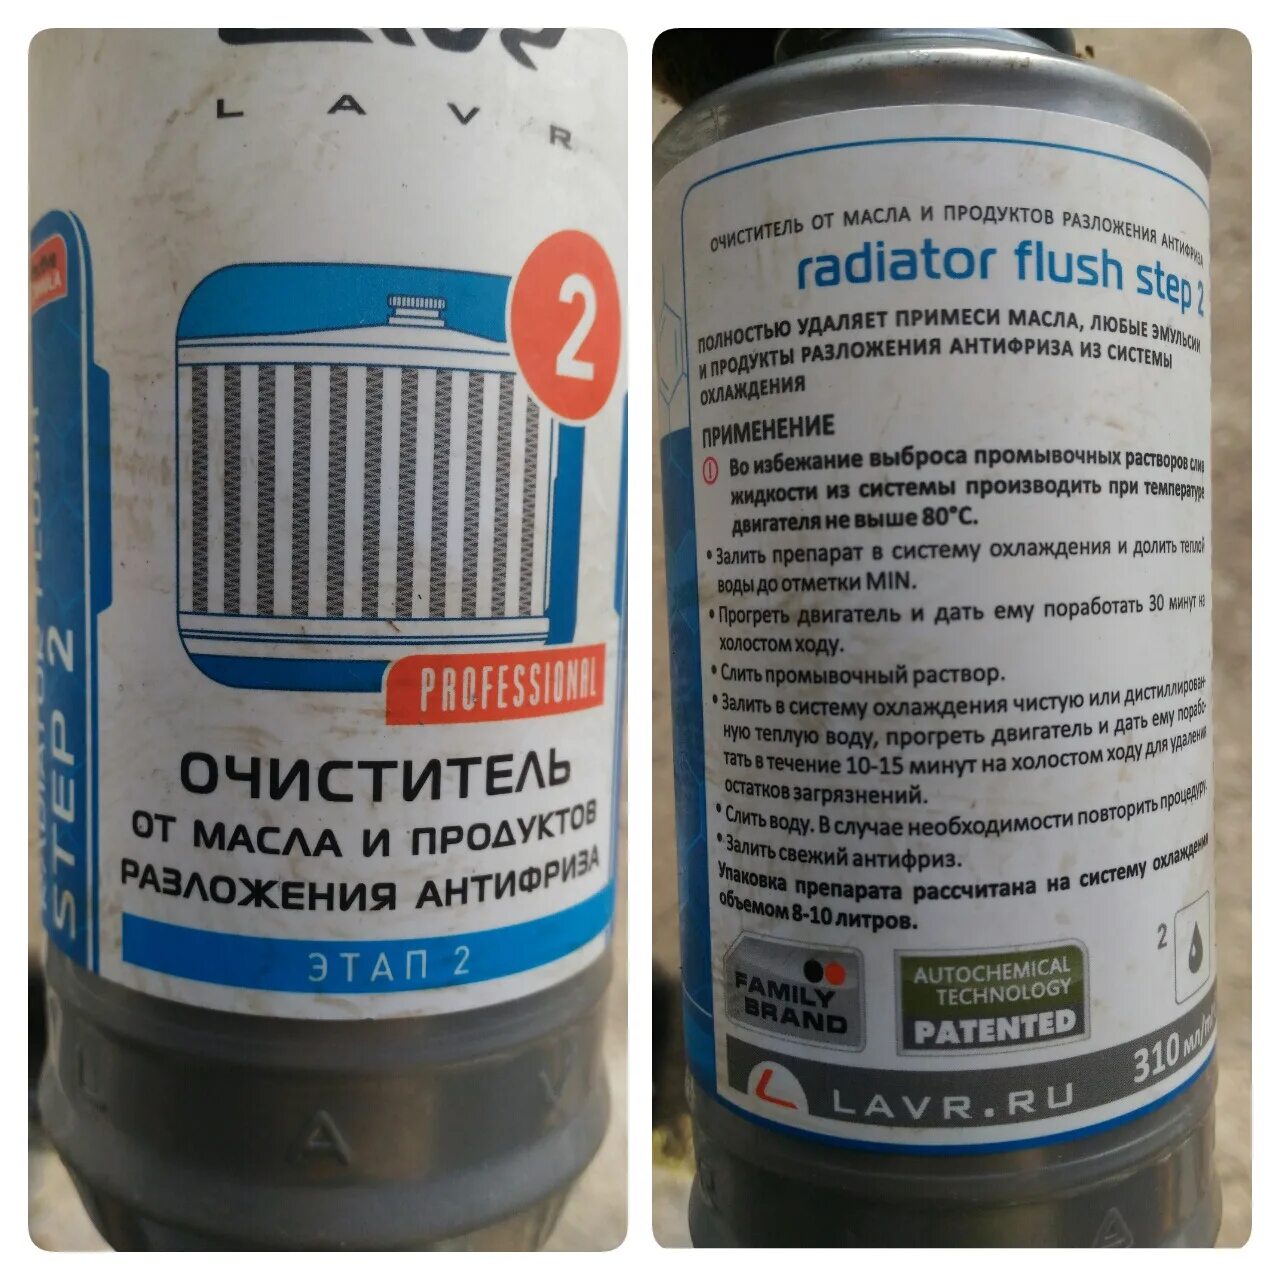 LAVR
2
PROFESSIONAL
ОЧИСТИТЕЛЬ
ОТ МАСЛА И ПРОДУКТОВ
РАЗЛОЖЕНИЯ АНТИФРИЗА
ЭТАП 2
STEP 2
L A V
ОЧИСТИТЕЛЬ ОТ МАСЛА И ПРОДУКТОВ РАЗЛОЖЕНИЯ АНТИФРИЗА
radiator flush step 2
ПОЛНОСТЬЮ УДАЛЯЕТ ПРИМЕСИ МАСЛА, ЛЮБЫЕ ЭМУЛЬСИИ
И ПРОДУКТЫ РАЗЛОЖЕНИЯ АНТИФРИЗА ИЗ СИСТЕМЫ
ОХЛАЖДЕНИЯ
ПРИМЕНЕНИЕ
Во избежание выброса промывочных растворов слив
жидкости из системы производить при температуре
двигателя не выше 80°С.
• Залить препарат в систему охлаждения и долить теплой
воды до отметки MIN.
• Прогреть двигатель и дать ему поработать 30 минут на
холостом ходу.
• Слить промывочный раствор.
• Залить в систему охлаждения чистую или дистиллирован-
ную теплую воду, прогреть двигатель и дать ему порабо-
тать в течение 10-15 минут на холостом ходу для удаления
остатков загрязнений.
• Слить воду. В случае необходимости повторить процедуру.
• Залить свежий антифриз.
Упаковка препарата рассчитана на систему охлаждения
объемом 8-10 литров.
2
FAMILY
BRAND
AUTOCHEMICAL
TECHNOLOGY
PATENTED
310 мл/ml
LAVR.RU